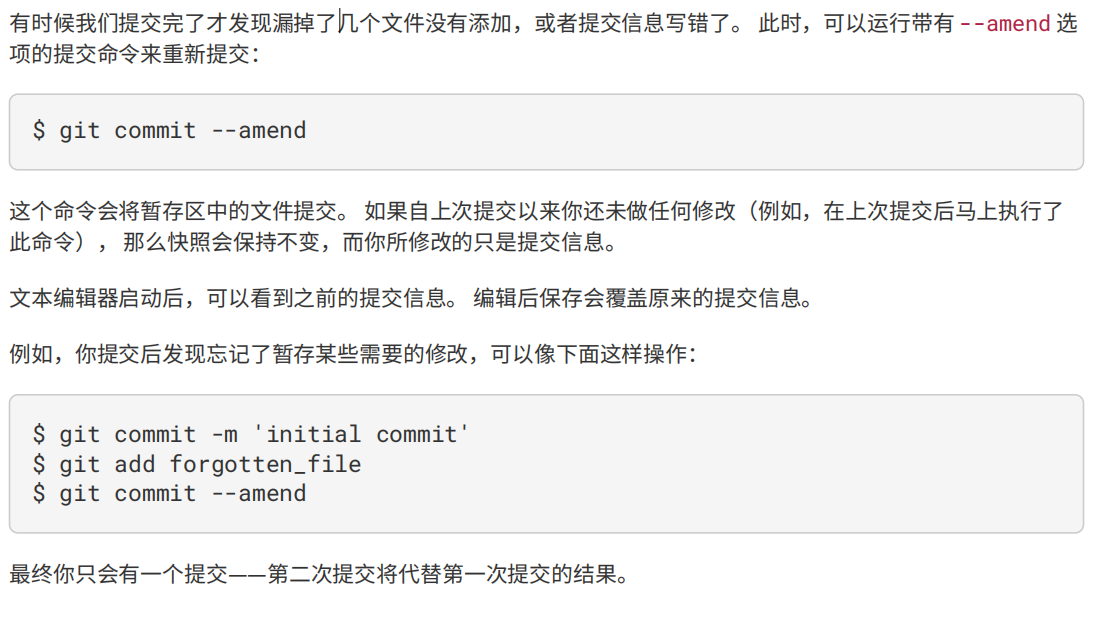 有时候我们提交完了才发现漏掉了几个文件没有添加，或者提交信息写错了。 此时，可以运行带有 --amend 选
项的提交命令来重新提交：
$ git commit --amend
这个命令会将暂存区中的文件提交。 如果自上次提交以来你还未做任何修改（例如，在上次提交后马上执行了
此命令）， 那么快照会保持不变，而你所修改的只是提交信息。
文本编辑器启动后，可以看到之前的提交信息。 编辑后保存会覆盖原来的提交信息。
例如，你提交后发现忘记了暂存某些需要的修改，可以像下面这样操作：
$ git commit -m 'initial commit'
$ git add forgotten_file
$ git commit --amend
最终你只会有一个提交——第二次提交将代替第一次提交的结果。